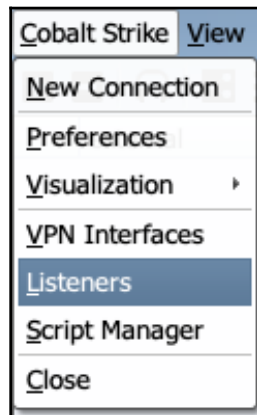 Cobalt Strike View
New Connection
Preferences
Visualization
VPN Interfaces
Listeners
Script Manager
Close